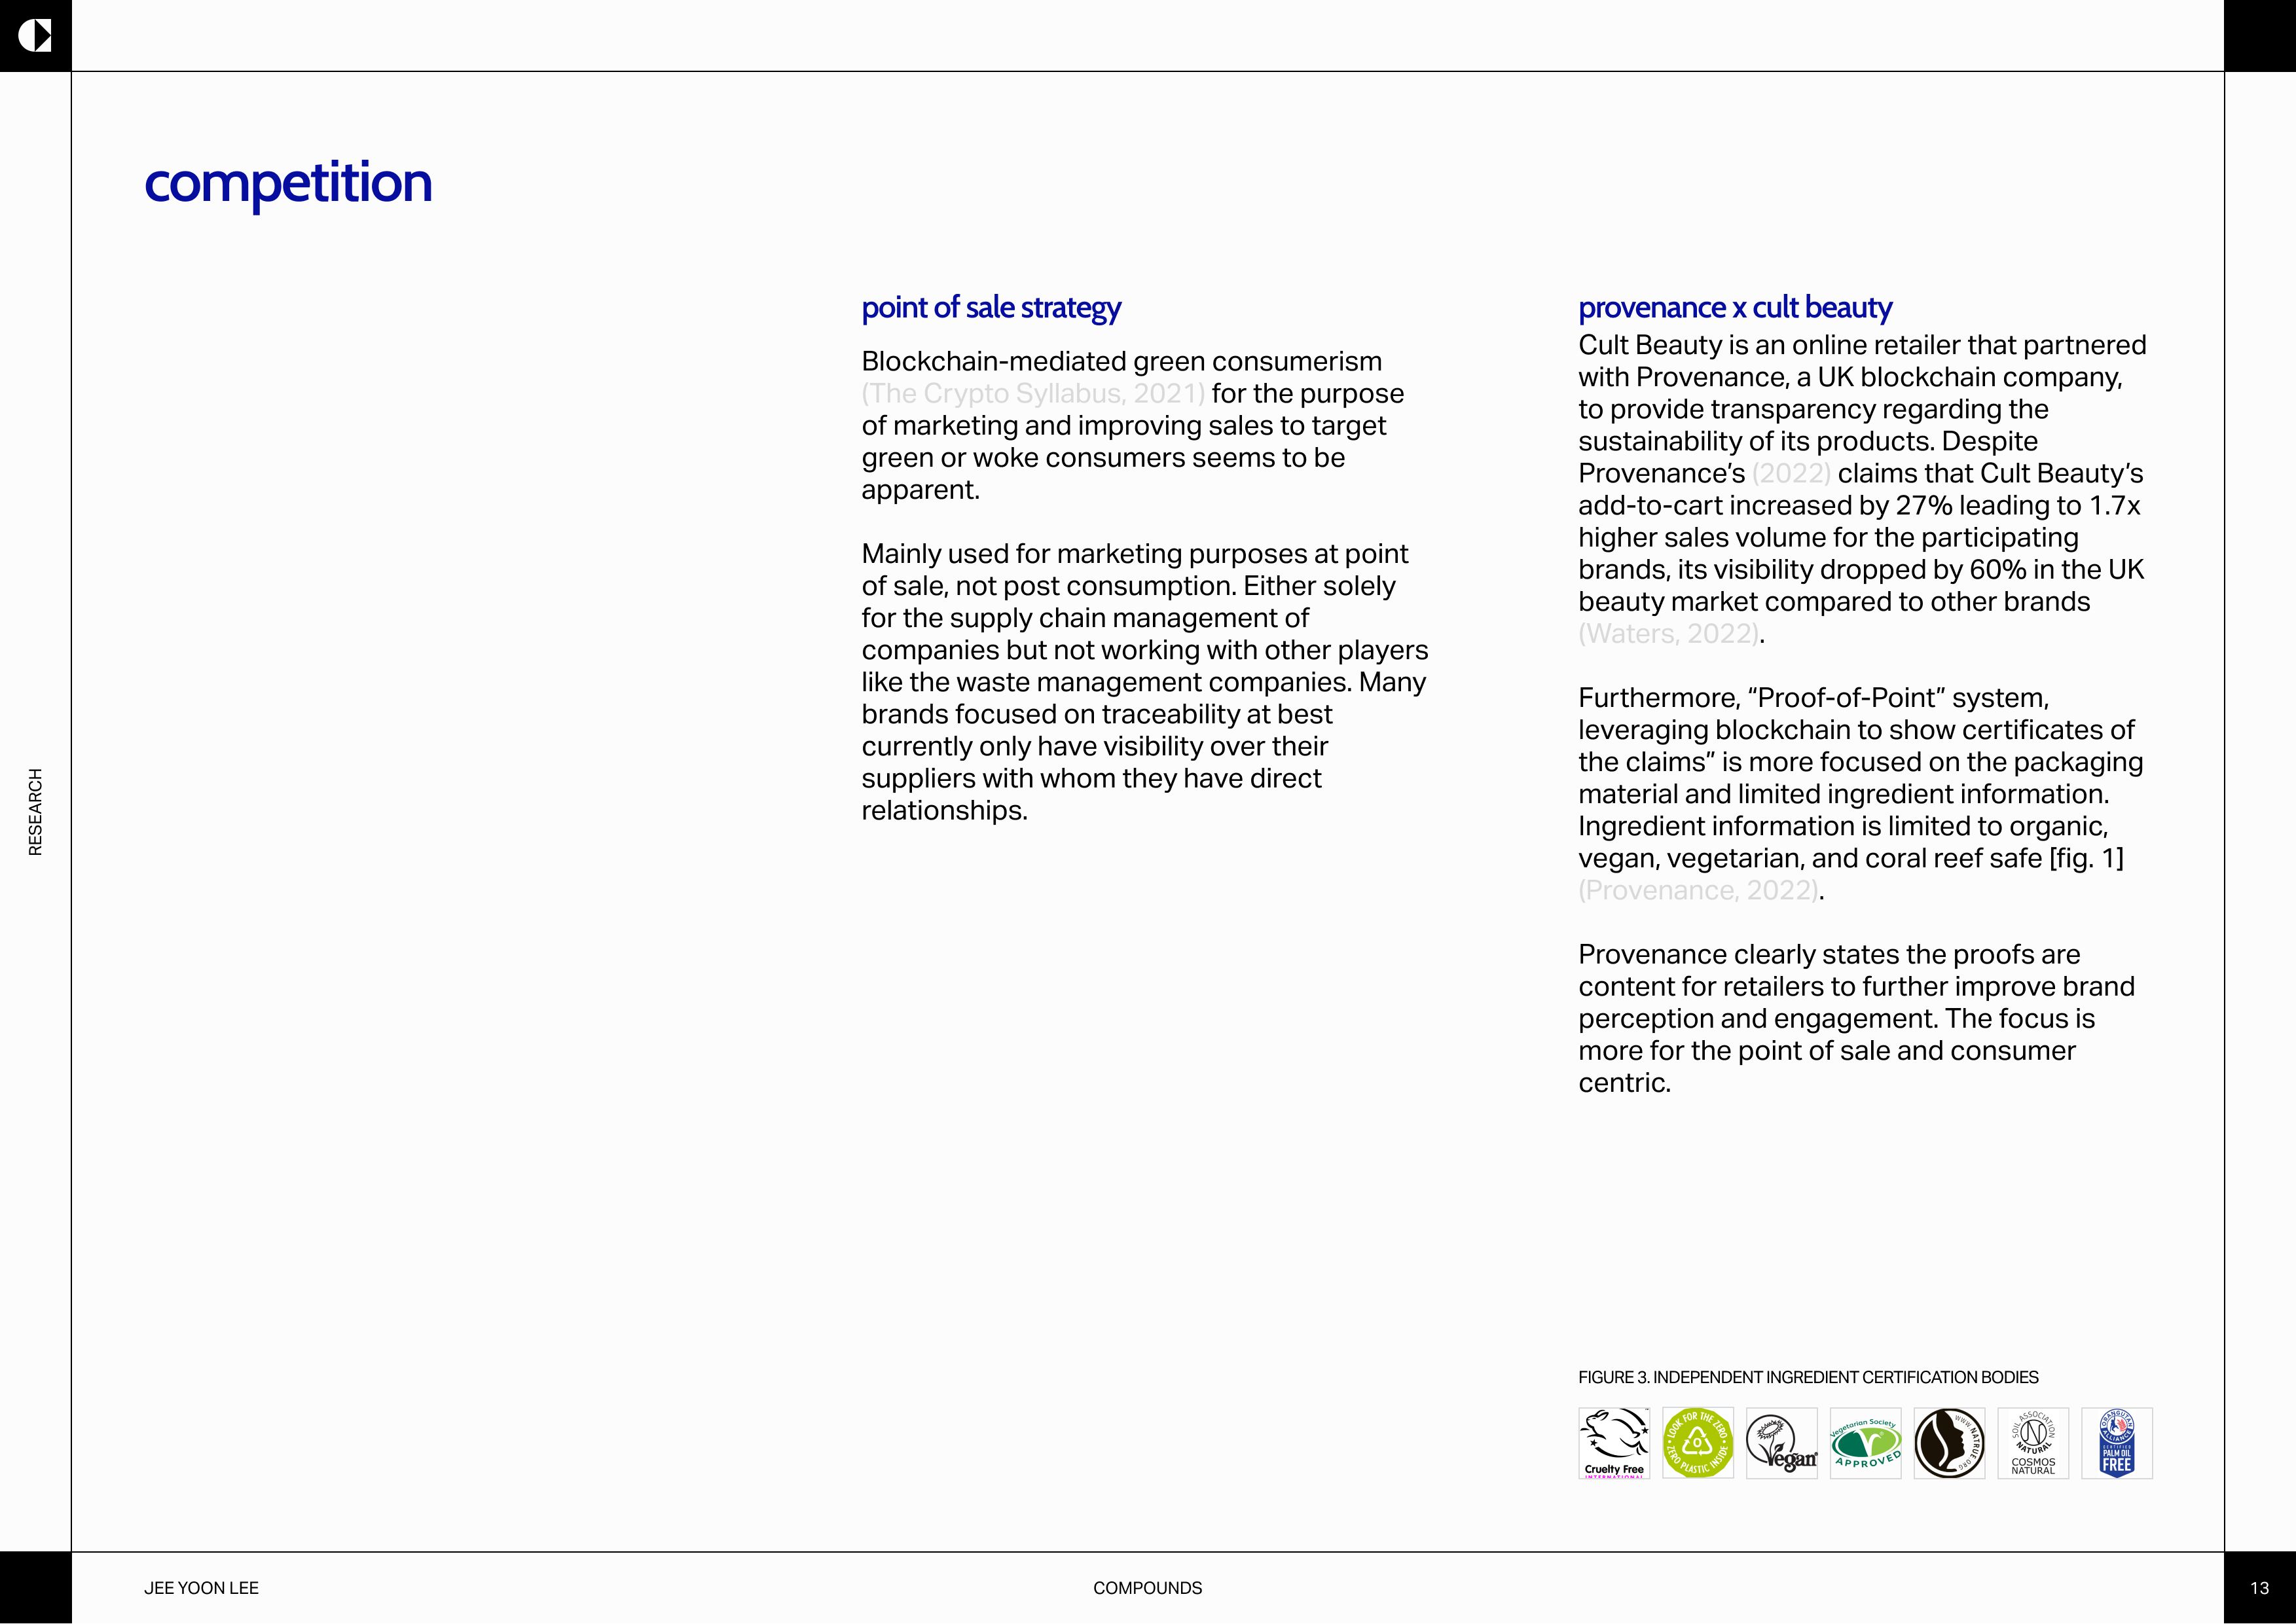 competition
point of sale strategy
Blockchain-mediated green consumerism
(The Crypto Syllabus, 2021) for the purpose
of marketing and improving sales to target
green or woke consumers seems to be
apparent.
Mainly used for marketing purposes at point
of sale, not post consumption. Either solely
for the supply chain management of
companies but not working with other players
like the waste management companies. Many
brands focused on traceability at best
currently only have visibility over their
suppliers with whom they have direct
relationships.
provenance x cult beauty
Cult Beauty is an online retailer that partnered
with Provenance, a UK blockchain company,
to provide transparency regarding the
sustainability of its products. Despite
Provenance’s (2022) claims that Cult Beauty’s
add-to-cart increased by 27% leading to 1.7x
higher sales volume for the participating
brands, its visibility dropped by 60% in the UK
beauty market compared to other brands
(Waters, 2022).
Furthermore, “Proof-of-Point” system,
leveraging blockchain to show certificates of
the claims” is more focused on the packaging
material and limited ingredient information.
Ingredient information is limited to organic,
vegan, vegetarian, and coral reef safe [fig. 1]
(Provenance, 2022).
Provenance clearly states the proofs are
content for retailers to further improve brand
perception and engagement. The focus is
more for the point of sale and consumer
centric.
FIGURE 3. INDEPENDENT INGREDIENT CERTIFICATION BODIES
Cruelty Free
INTERNATIONAL
LOOK FOR THE ZERO
0
ZERO PLASTIC INSIDE
Vegan
Vegetarian Society
APPROVED
WWW.NATRUE.ORG
SOIL ASSOCIATION
NATURAL
COSMOS
NATURAL
ORANGUTAN
ALLIANCE
CERTIFIED
PALM OIL
FREE
RESEARCH
JEE YOON LEE
COMPOUNDS
13